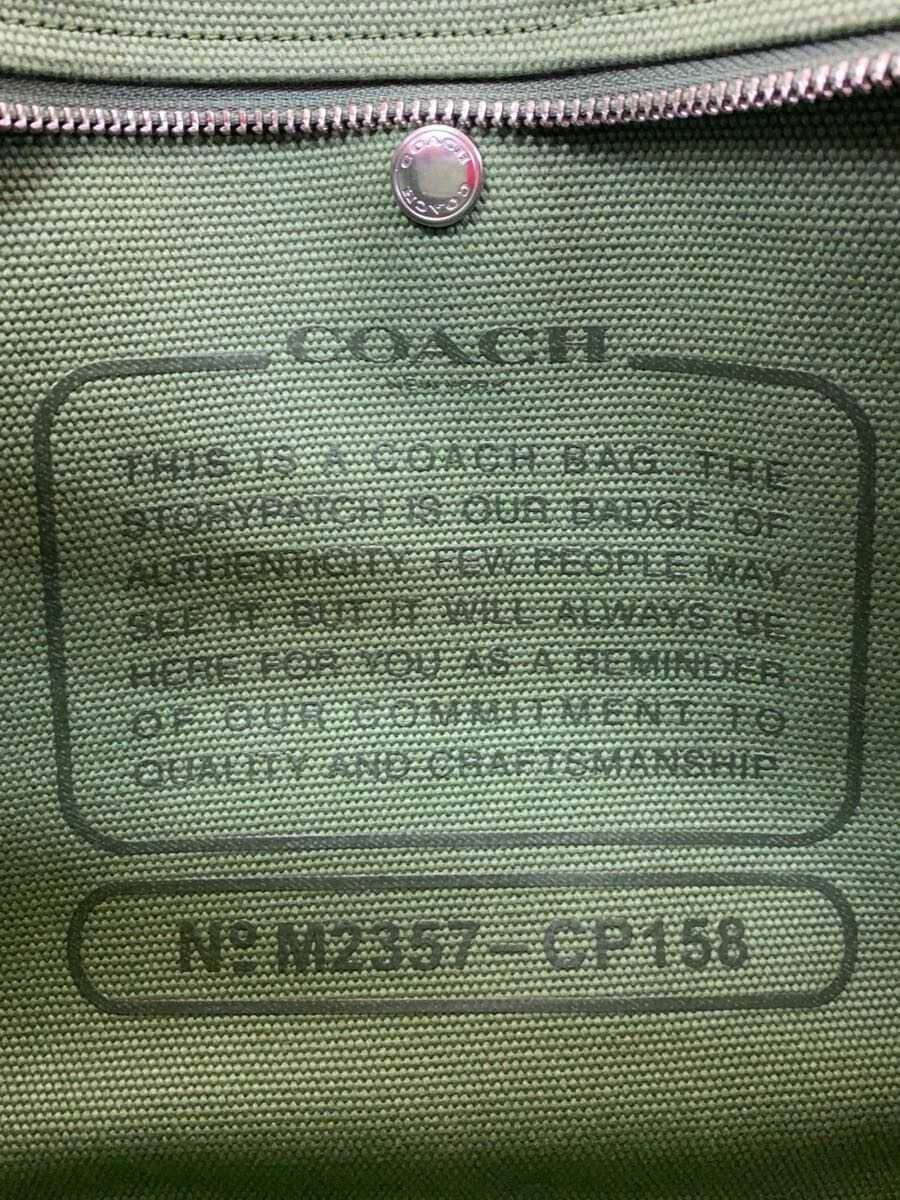 COACH
COACH
COACH
NEW YORK
THIS IS A COACH BAG. THE
STORYPATCH IS OUR BADGE OF
AUTHENTICITY. FEW PEOPLE MAY
SEE IT, BUT IT WILL ALWAYS BE
HERE FOR YOU AS A REMINDER
OF OUR COMMITMENT TO
QUALITY AND CRAFTSMANSHIP.
Nº M2357-CP158